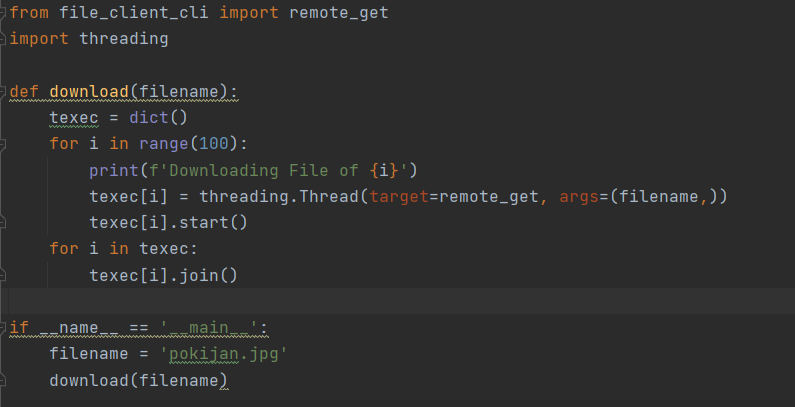 from file_client_cli import remote_get
import threading

def download(filename):
    texec = dict()
    for i in range(100):
        print(f'Downloading File of {i}')
        texec[i] = threading.Thread(target=remote_get, args=(filename,))
        texec[i].start()
    for i in texec:
        texec[i].join()

if __name__ == '__main__':
    filename = 'pokijan.jpg'
    download(filename)